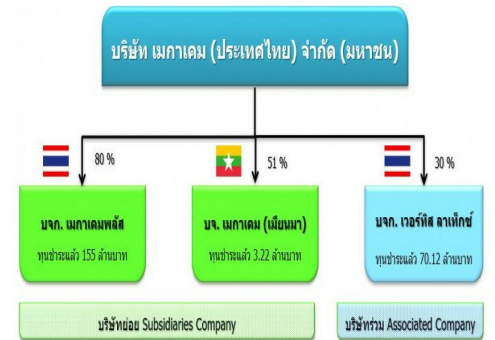 บริษัท เมกาเคม (ประเทศไทย) จำกัด (มหาชน)
80 %
51 %
30 %
บจก. เมกาเคมพลัส
ทุนชำระแล้ว 155 ล้านบาท
บจ. เมกาเคม (เมียนมา)
ทุนชำระแล้ว 3.22 ล้านบาท
บจก. เวอร์ทิส ลาเท็กซ์
ทุนชำระแล้ว 70.12 ล้านบาท
บริษัทย่อย Subsidiaries Company
บริษัทร่วม Associated Company